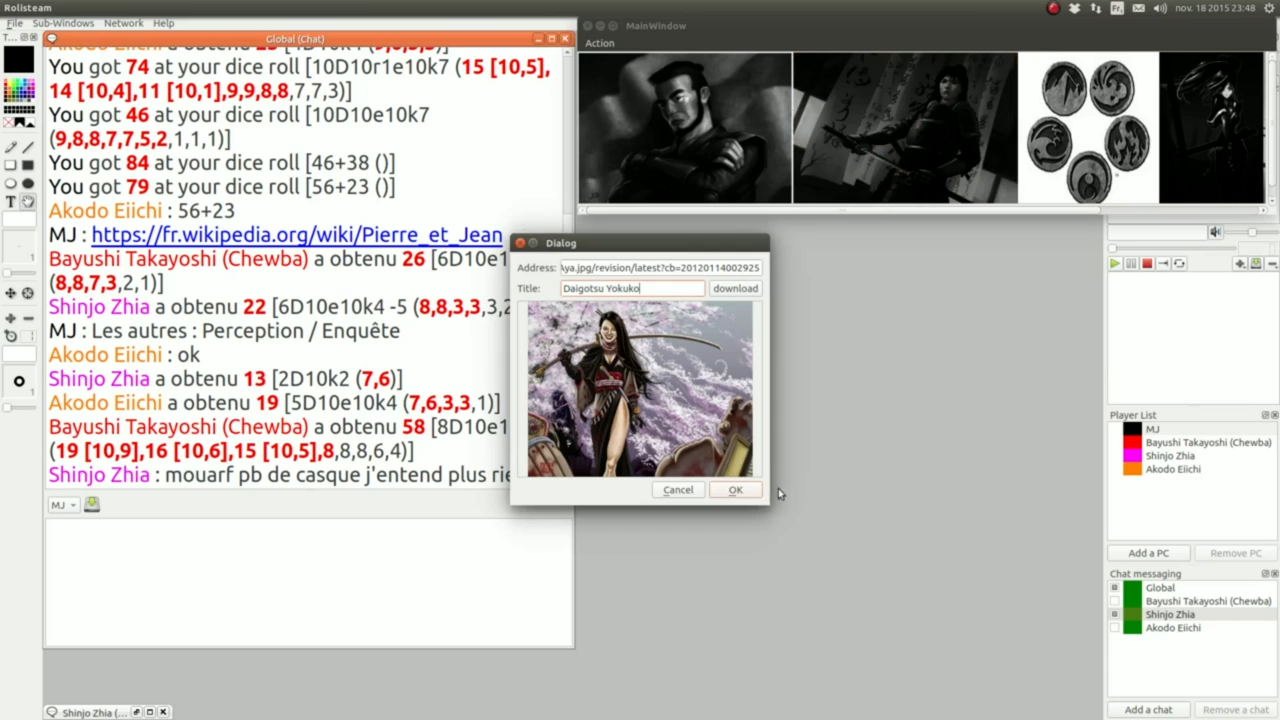 Rolisteam
Fr
nov. 18 2015 23:48
File Sub-Windows Network Help
MainWindow
Action
T...
Global (Chat)
You got 74 at your dice roll [10D10r1e10k7 (15 [10,5],
14 [10,4],11 [10,1],9,9,8,8,7,7,3)]
You got 46 at your dice roll [10D10e10k7
(9,8,8,7,7,5,2,1,1,1)]
You got 84 at your dice roll [46+38 ()]
You got 79 at your dice roll [56+23 ()]
Akodo Eiichi : 56+23
MJ : https://fr.wikipedia.org/wiki/Pierre_et_Jean
Bayushi Takayoshi (Chewba) a obtenu 26 [6D10e1
(8,8,7,3,2,1)]
Shinjo Zhia a obtenu 22 [6D10e10k4 -5 (8,8,3,3,3,2
MJ : Les autres : Perception / Enquête
Akodo Eiichi : ok
Shinjo Zhia a obtenu 13 [2D10k2 (7,6)]
Akodo Eiichi a obtenu 19 [5D10e10k4 (7,6,3,3,1)]
Bayushi Takayoshi (Chewba) a obtenu 58 [8D10e1
(19 [10,9],16 [10,6],15 [10,5],8,8,8,6,4)]
Shinjo Zhia : mouarf pb de casque j'entend plus rie
MJ
T
1
1
Shinjo Zhia (...
Dialog
Address: Aya.jpg/revision/latest?cb=20120114002925
Title: Daigotsu Yokuko download
Cancel OK
Player List
MJ
Bayushi Takayoshi (Chewba)
Shinjo Zhia
Akodo Eiichi
Add a PC Remove PC
Chat messaging
Global
Bayushi Takayoshi (Chewba)
Shinjo Zhia
Akodo Eiichi
Add a chat Remove a chat